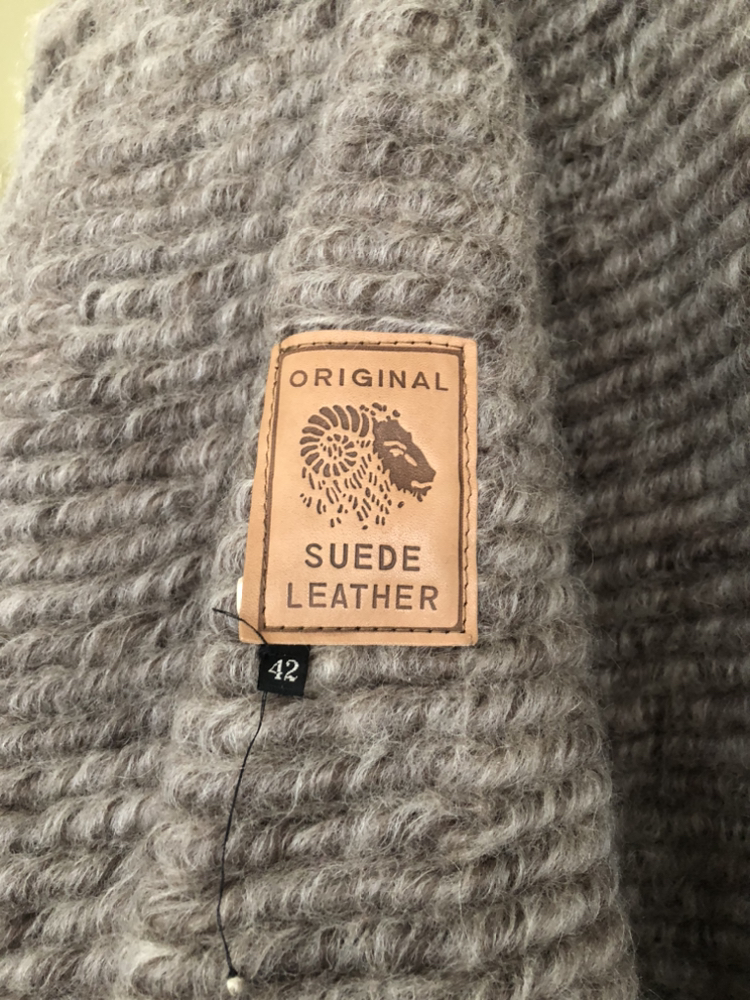 ORIGINAL
SUEDE
LEATHER
42